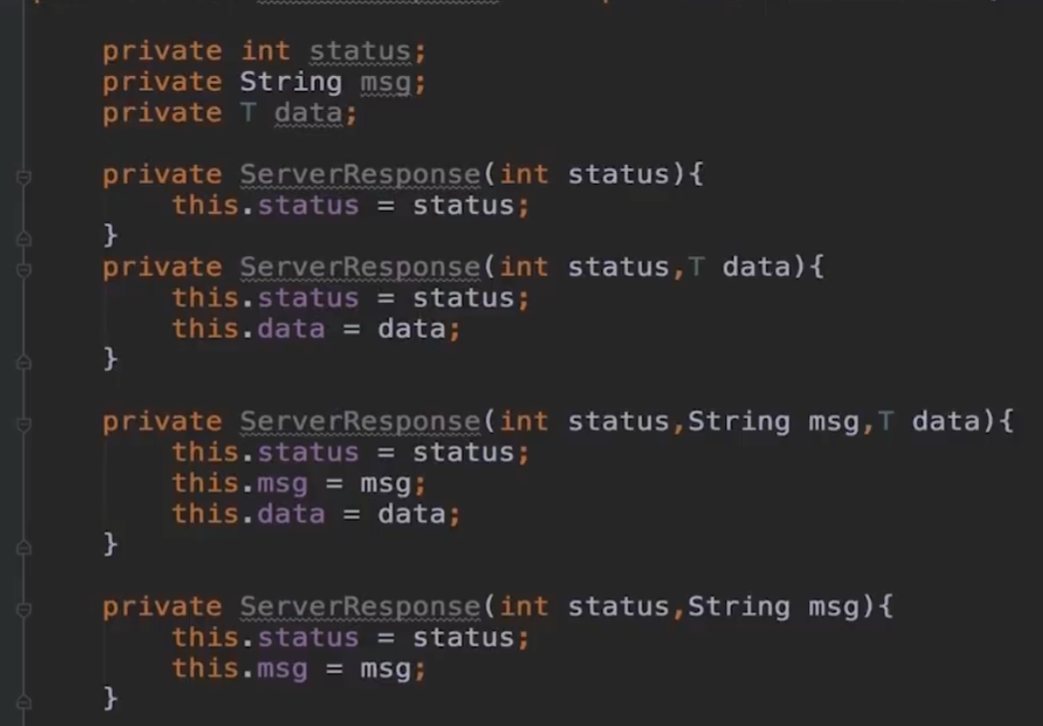 private int status;
private String msg;
private T data;
private ServerResponse(int status){
this.status = status;
}
private ServerResponse(int status,T data){
this.status = status;
this.data = data;
}
private ServerResponse(int status,String msg,T data){
this.status = status;
this.msg = msg;
this.data = data;
}
private ServerResponse(int status,String msg){
this.status = status;
this.msg = msg;
}